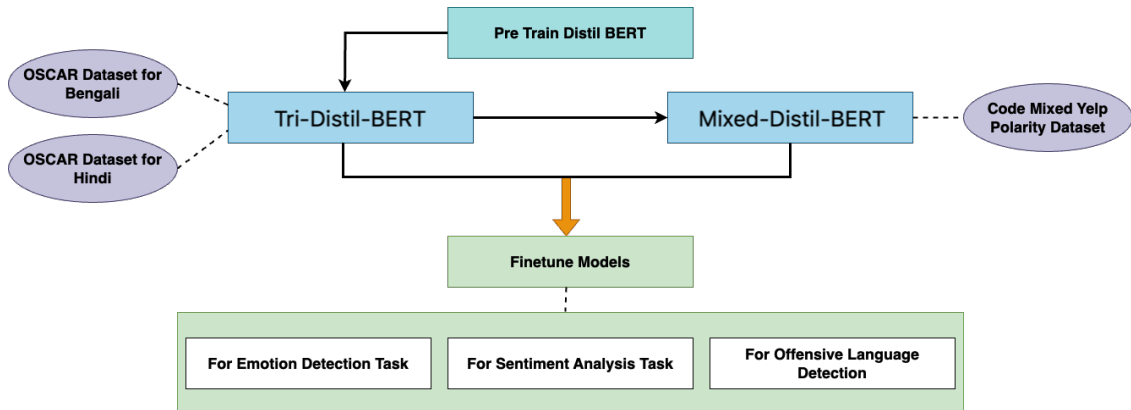 Pre Train Distil BERT
OSCAR Dataset for
Bengali
Tri-Distil-BERT
Mixed-Distil-BERT
Code Mixed Yelp
Polarity Dataset
OSCAR Dataset for
Hindi
Finetune Models
For Emotion Detection Task
For Sentiment Analysis Task
For Offensive Language
Detection